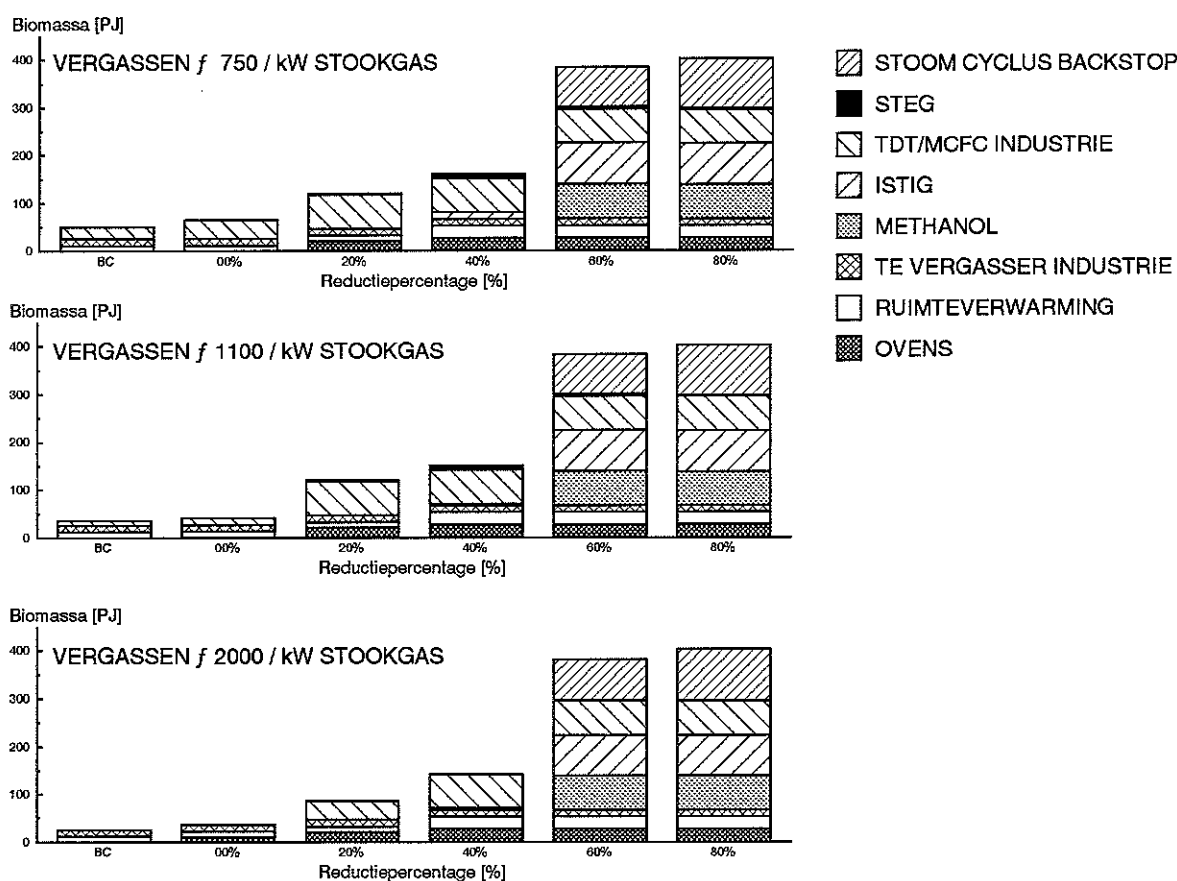 Biomassa [PJ]
VERGASSEN ƒ 750 / kW STOOKGAS
400
300
200
100
0
BC 00% 20% 40% 60% 80%
Reductiepercentage [%]
STOOM CYCLUS BACKSTOP
STEG
TDT/MCFC INDUSTRIE
ISTIG
METHANOL
TE VERGASSER INDUSTRIE
RUIMTEVERWARMING
OVENS
Biomassa [PJ]
VERGASSEN ƒ 1100 / kW STOOKGAS
400
300
200
100
0
BC 00% 20% 40% 60% 80%
Reductiepercentage [%]
Biomassa [PJ]
VERGASSEN ƒ 2000 / kW STOOKGAS
400
300
200
100
0
BC 00% 20% 40% 60% 80%
Reductiepercentage [%]